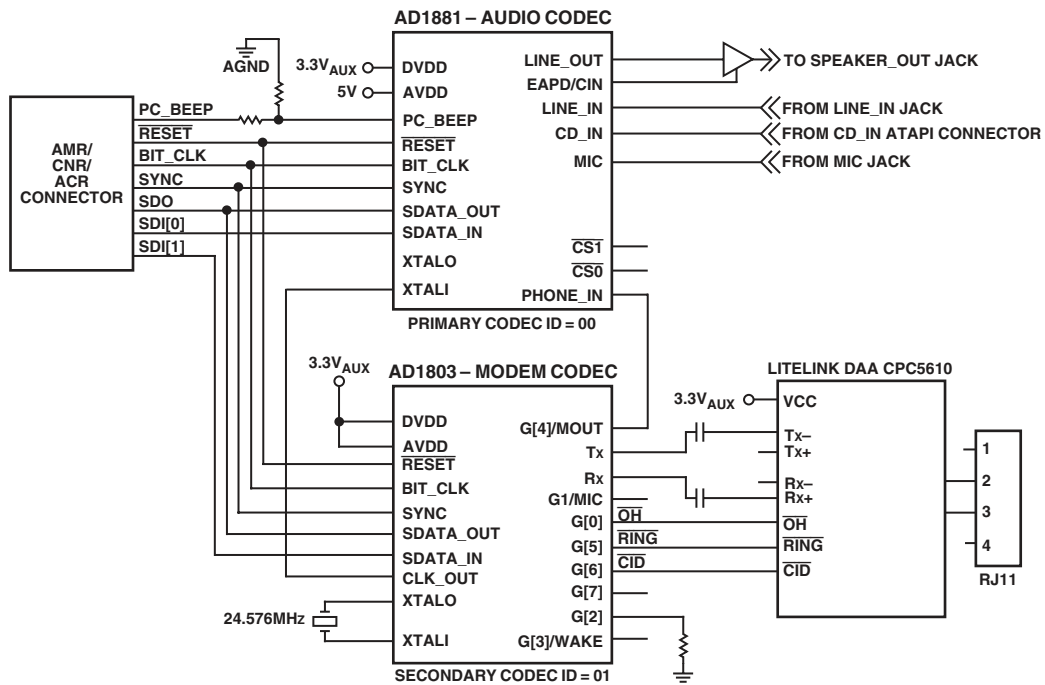 AD1881 – AUDIO CODEC
AGND
3.3VAUX
5V
DVDD
AVDD
PC_BEEP
RESET
BIT_CLK
SYNC
SDATA_OUT
SDATA_IN
XTALO
XTALI
LINE_OUT
EAPD/CIN
LINE_IN
CD_IN
MIC
CS1
CS0
PHONE_IN
TO SPEAKER_OUT JACK
FROM LINE_IN JACK
FROM CD_IN ATAPI CONNECTOR
FROM MIC JACK
PRIMARY CODEC ID = 00
AMR/
CNR/
ACR
CONNECTOR
PC_BEEP
RESET
BIT_CLK
SYNC
SDO
SDI[0]
SDI[1]
AD1803 – MODEM CODEC
3.3VAUX
DVDD
AVDD
RESET
BIT_CLK
SYNC
SDATA_OUT
SDATA_IN
CLK_OUT
XTALO
XTALI
24.576MHz
G[4]/MOUT
Tx
Rx
G1/MIC
G[0]
G[5]
G[6]
G[7]
G[2]
G[3]/WAKE
OH
RING
CID
SECONDARY CODEC ID = 01
LITELINK DAA CPC5610
3.3VAUX
VCC
Tx–
Tx+
Rx–
Rx+
OH
RING
CID
1
2
3
4
RJ11